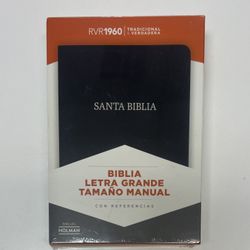 RVR1960 TRADICIONAL
& VERDADERA
SANTA BIBLIA
BIBLIA
LETRA GRANDE
TAMAÑO MANUAL
CON REFERENCIAS
HOLMAN